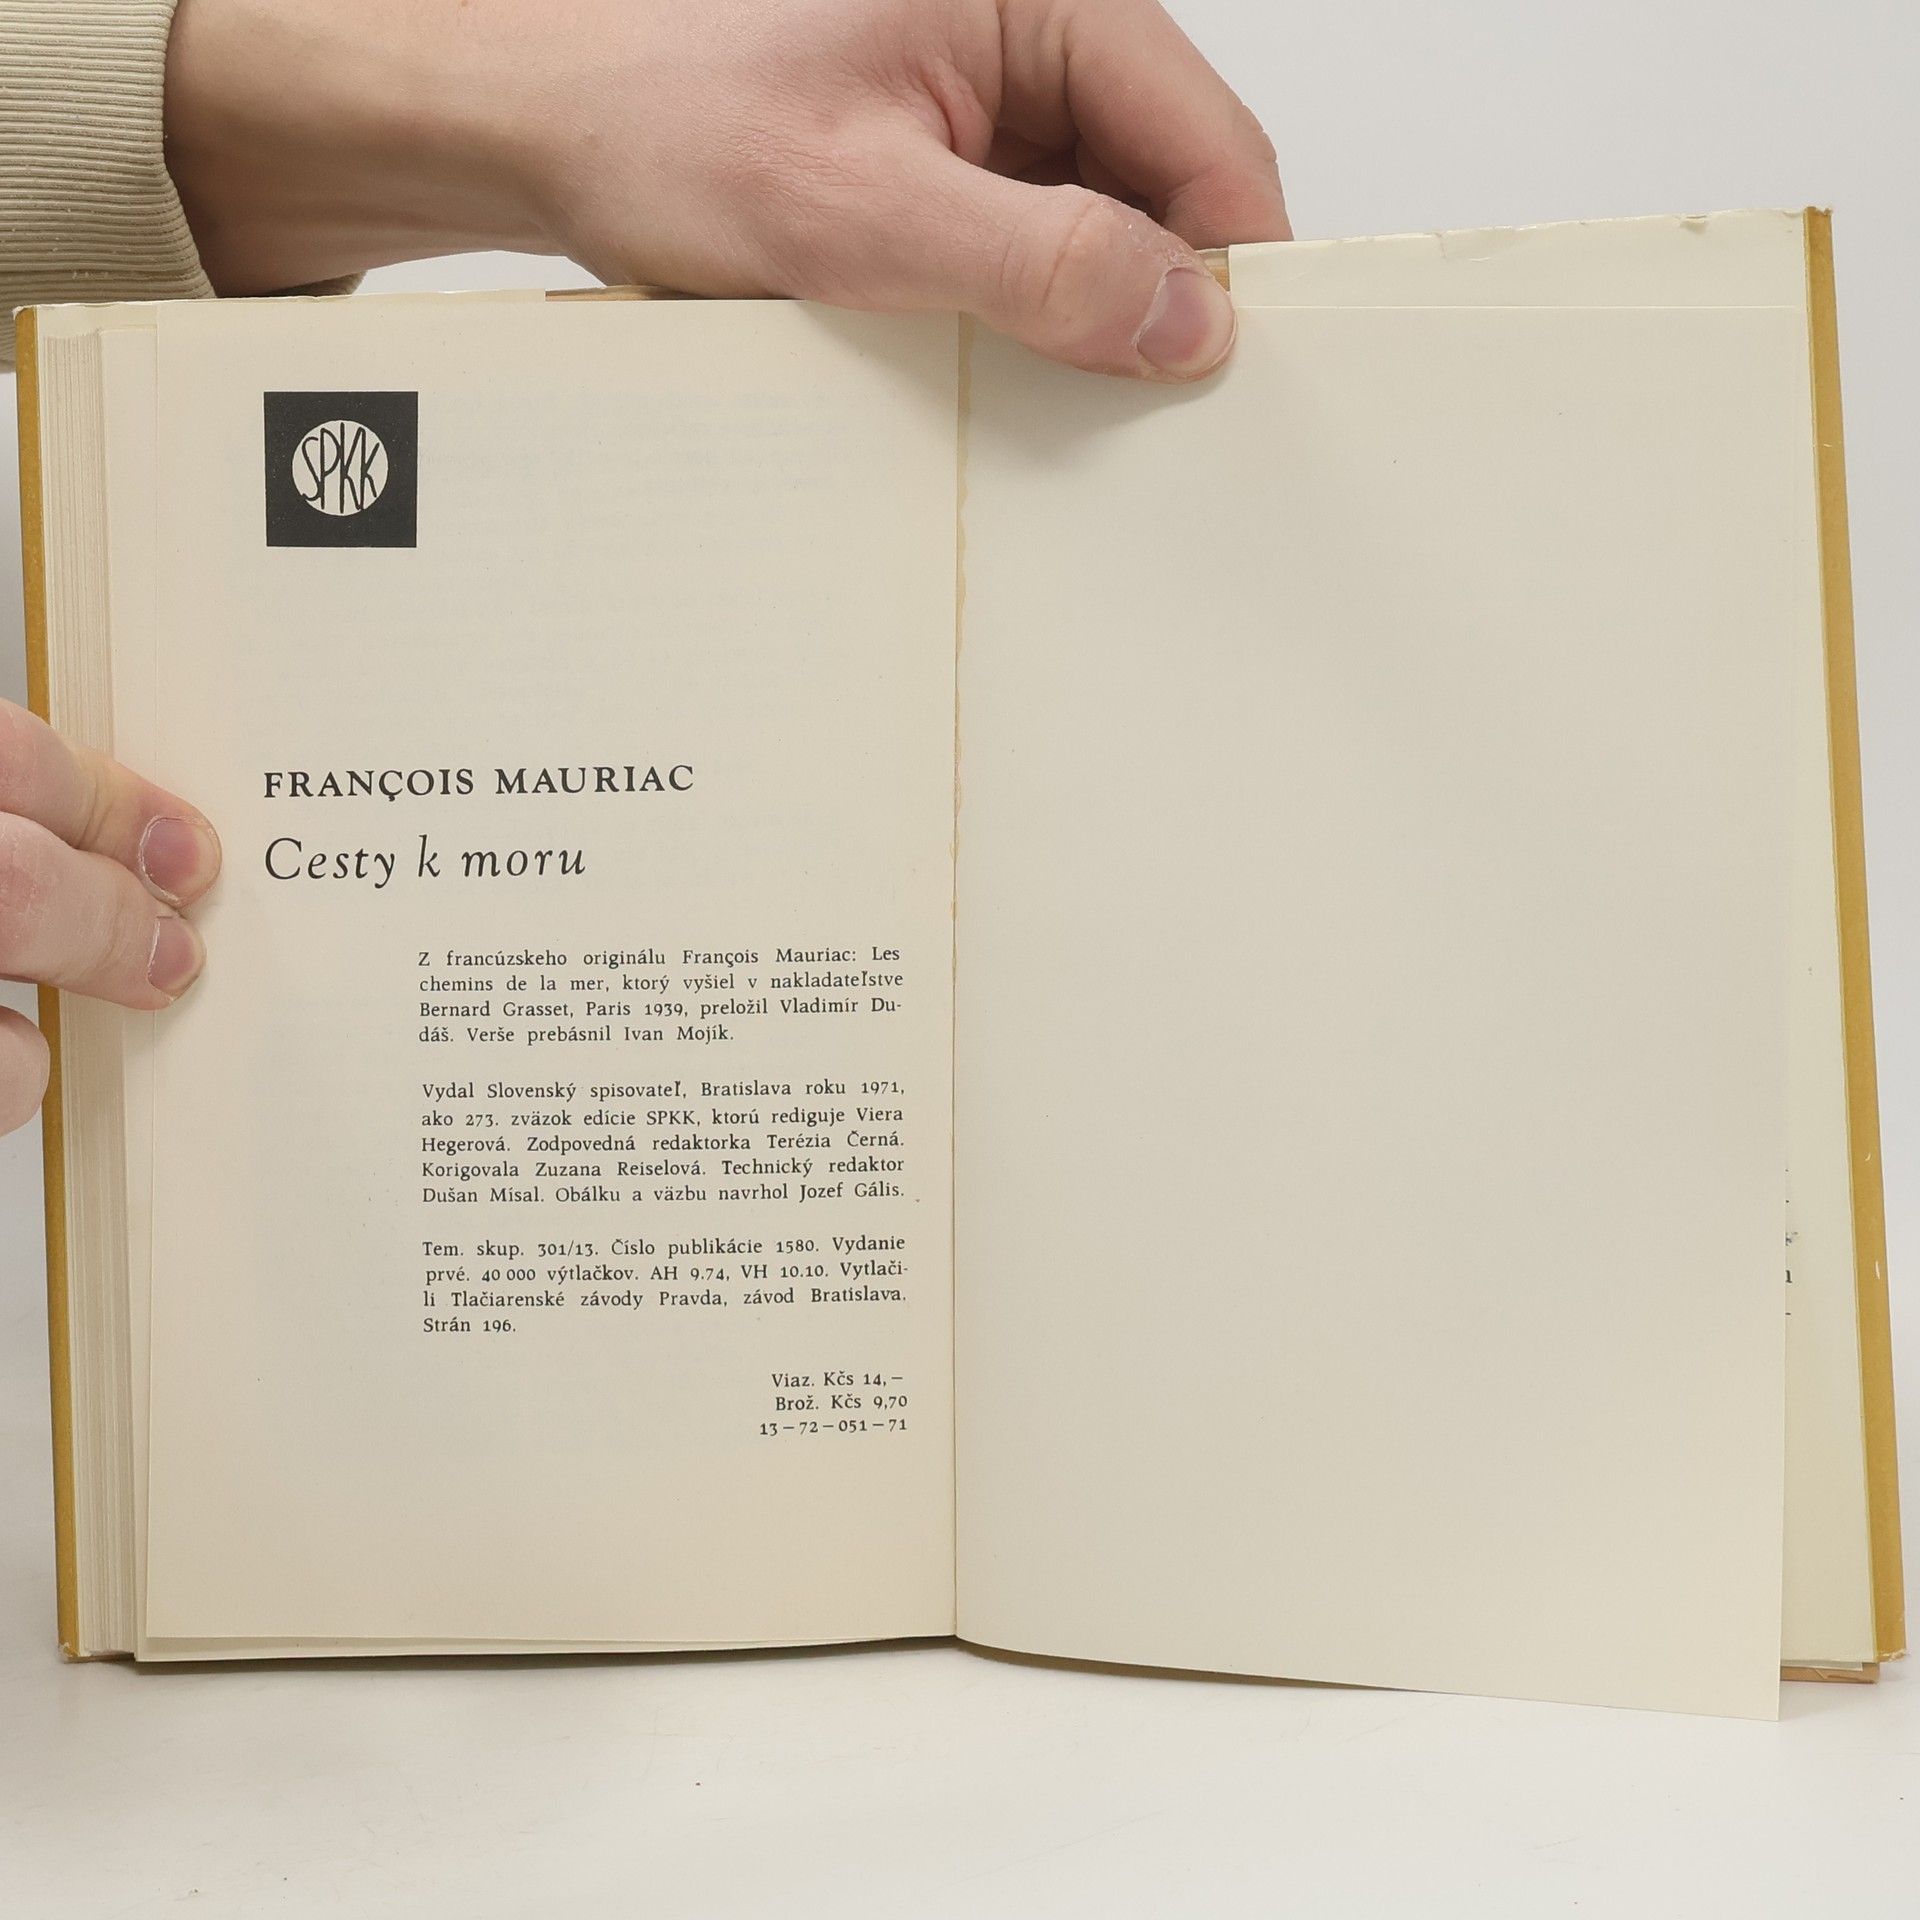 SPKK
FRANÇOIS MAURIAC
Cesty k moru
Z francúzskeho originálu François Mauriac: Les
chemins de la mer, ktorý vyšiel v nakladateľstve
Bernard Grasset, Paris 1939, preložil Vladimír Du-
dáš. Verše prebásnil Ivan Mojík.
Vydal Slovenský spisovateľ, Bratislava roku 1971,
ako 273. zväzok edície SPKK, ktorú rediguje Viera
Hegerová. Zodpovedná redaktorka Terézia Černá.
Korigovala Zuzana Reiselová. Technický redaktor
Dušan Mísal. Obálku a väzbu navrhol Jozef Gális.
Tem. skup. 301/13. Číslo publikácie 1580. Vydanie
prvé. 40 000 výtlačkov. AH 9.74, VH 10.10. Vytlači-
li Tlačiarenské závody Pravda, závod Bratislava.
Strán 196.
Viaz. Kčs 14,—
Brož. Kčs 9,70
13 — 72 — 051 — 71